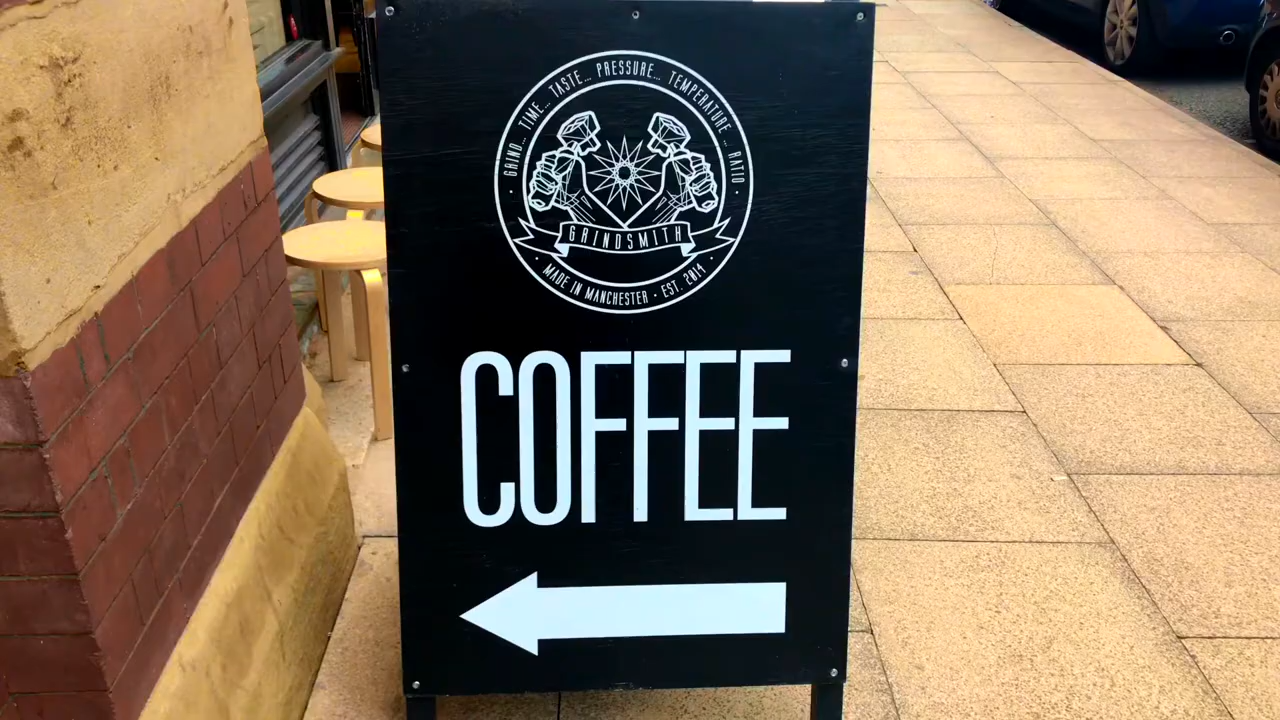 GRIND... TIME... TASTE... PRESSURE... TEMPERATURE... RATIO
GRINDSMITH
• MADE IN MANCHESTER • EST. 2014 •
COFFEE